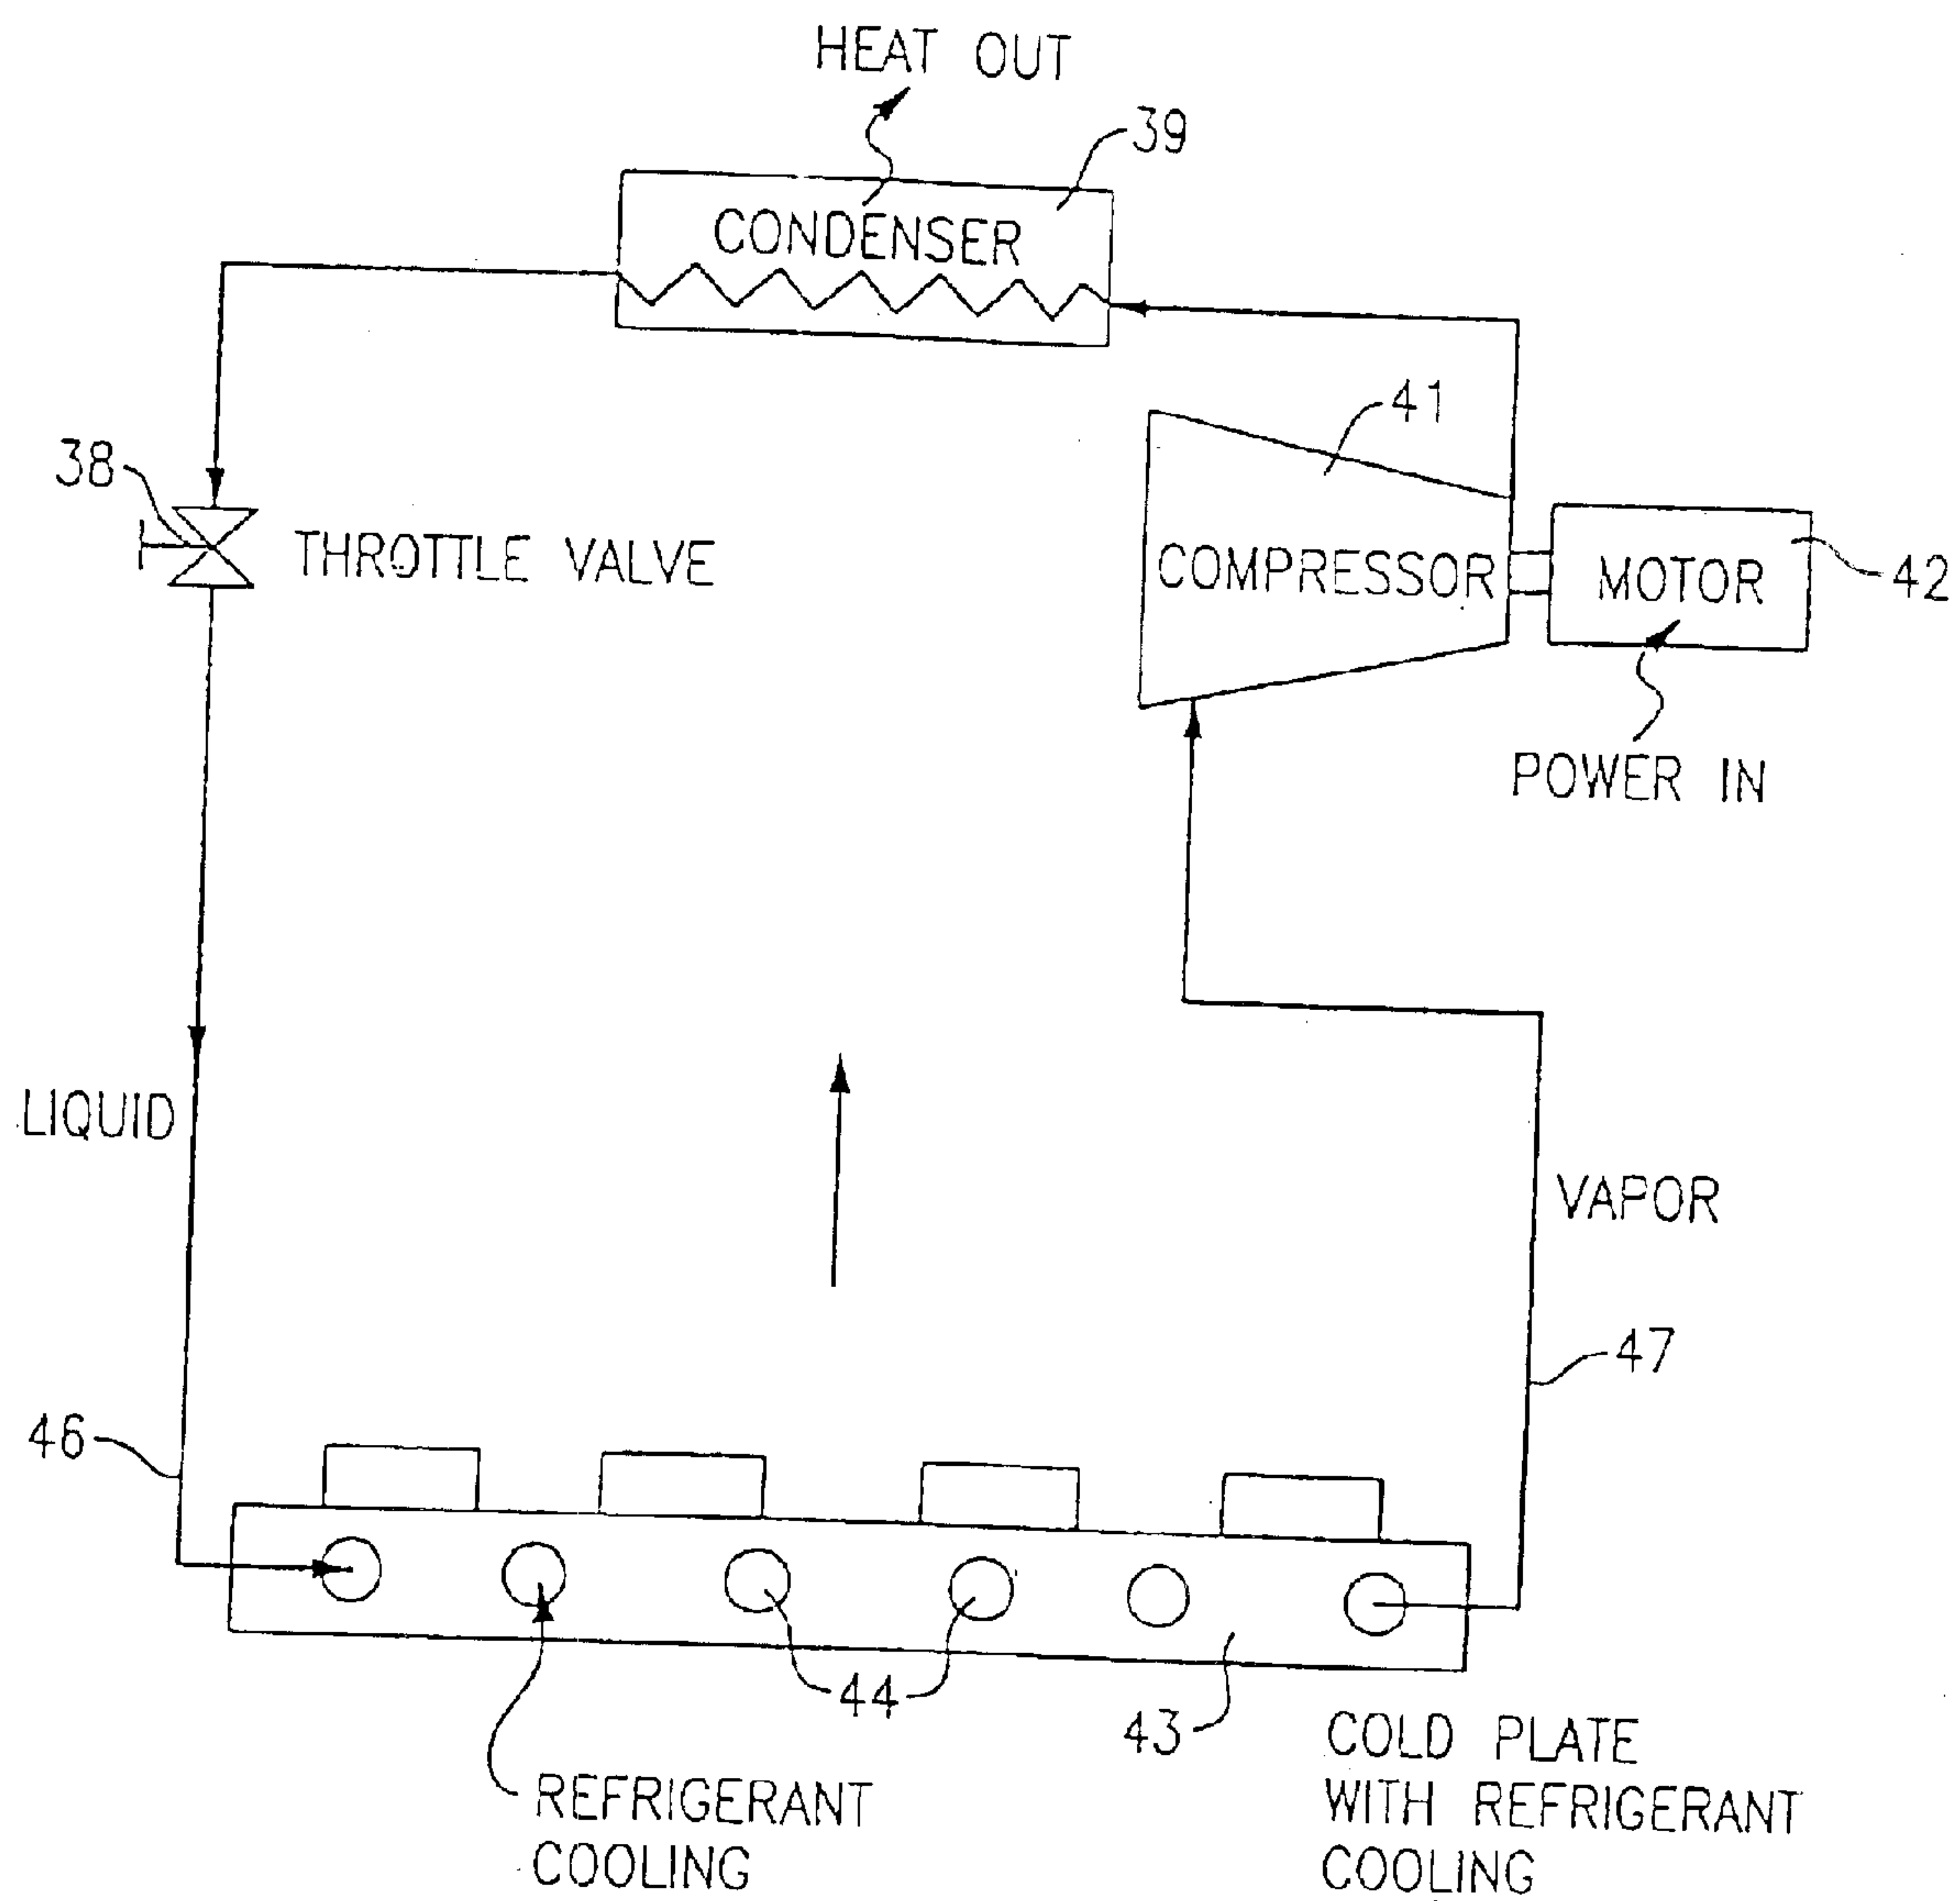 HEAT OUT
39
CONDENSER
41
38
THROTTLE VALVE
COMPRESSOR
MOTOR
42
POWER IN
LIQUID
VAPOR
47
46
44
43
REFRIGERANT
COOLING
COLD PLATE
WITH REFRIGERANT
COOLING